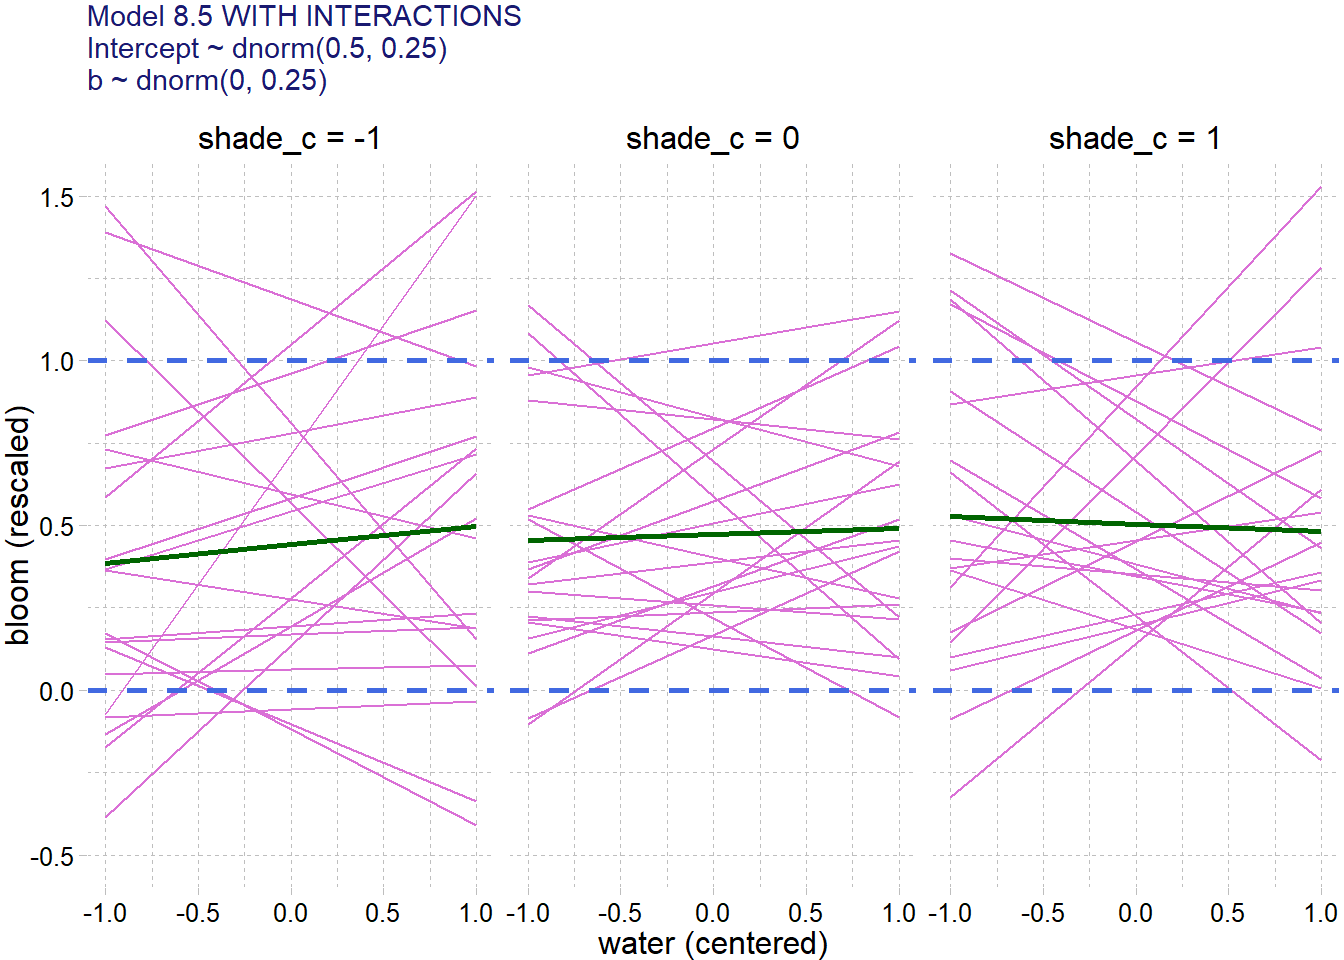 Model 8.5 WITH INTERACTIONS
Intercept ~ dnorm(0.5, 0.25)
b ~ dnorm(0, 0.25)
shade_c = -1
shade_c = 0
shade_c = 1
bloom (rescaled)
1.5
1.0
0.5
0.0
-0.5
-1.0 -0.5 0.0 0.5 1.0
-1.0 -0.5 0.0 0.5 1.0
-1.0 -0.5 0.0 0.5 1.0
water (centered)